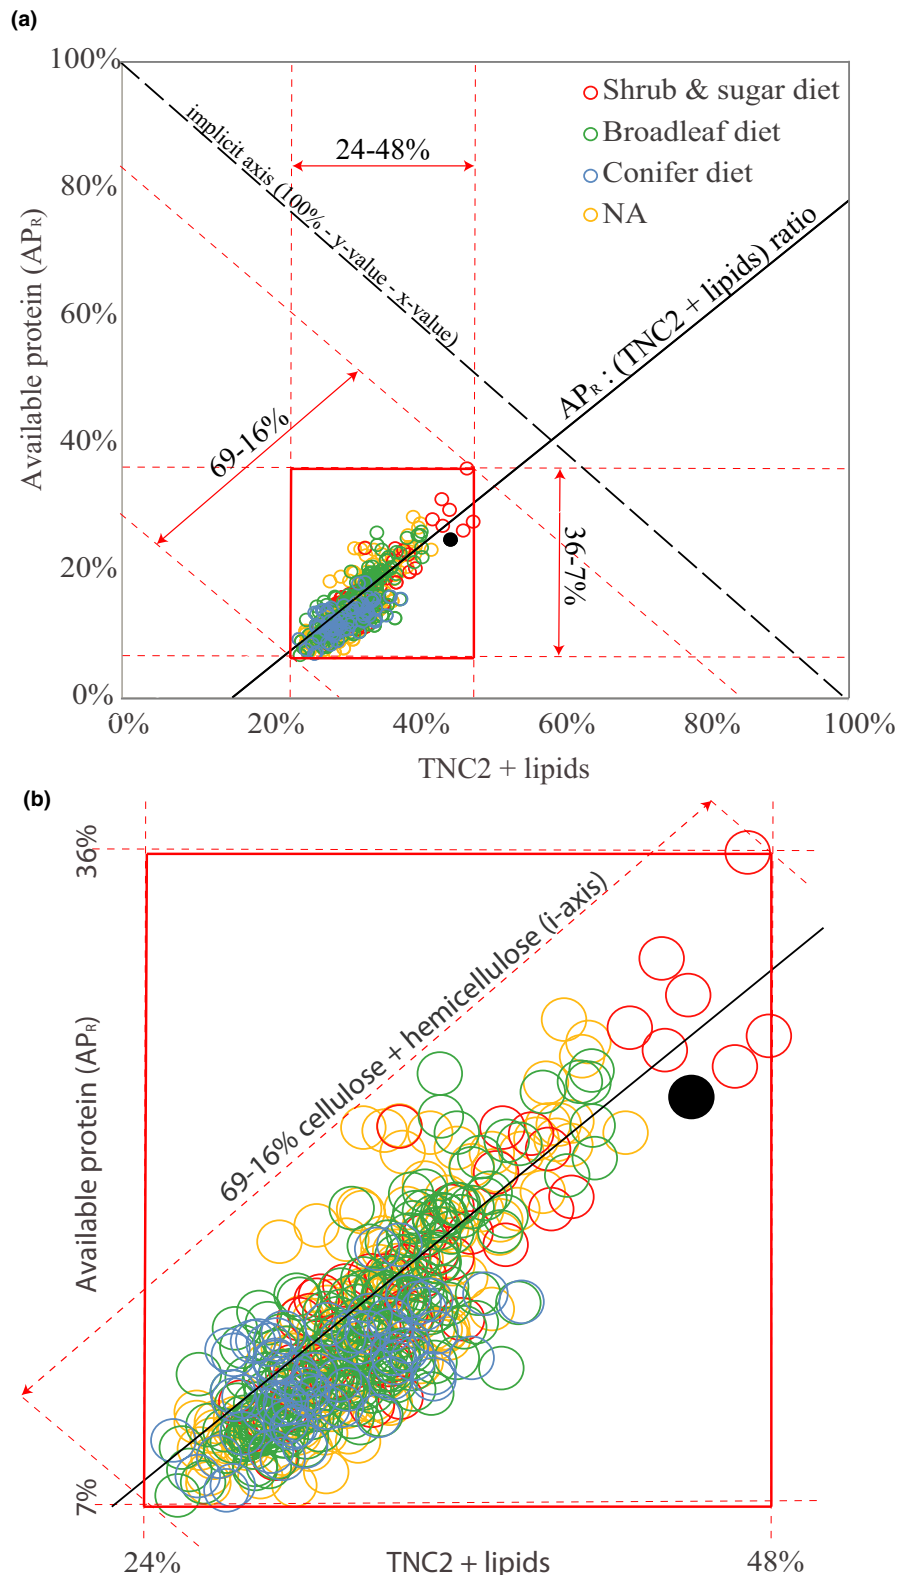 (a)
100%
80%
60%
40%
20%
0%
Available protein (APR)
implicit axis (100% - y-value - x-value)
24-48%
Shrub & sugar diet
Broadleaf diet
Conifer diet
NA
APR : (TNC2 + lipids) ratio
69-16%
36-7%
0%
20%
40%
60%
80%
100%
TNC2 + lipids
(b)
36%
Available protein (APR)
7%
69-16% cellulose + hemicellulose (i-axis)
24%
TNC2 + lipids
48%